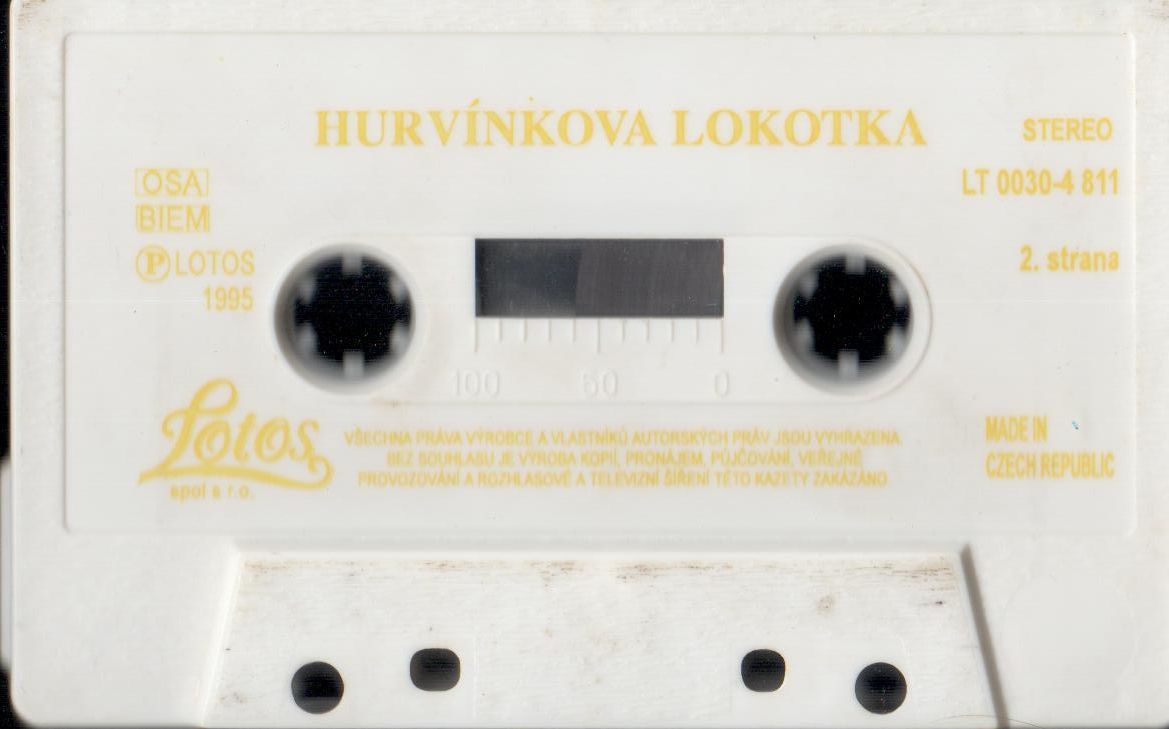 HURVÍNKOVA LOKOTKA
STEREO
LT 0030-4 811
2. strana
OSA
BIEM
Ⓟ LOTOS
1995
100 50 0
Lotos
spol s r.o.
VŠECHNA PRÁVA VÝROBCE A VLASTNÍKŮ AUTORSKÝCH PRÁV JSOU VYHRAZENA.
BEZ SOUHLASU JE VÝROBA KOPIÍ, PRONÁJEM, PŮJČOVÁNÍ, VEŘEJNÉ
PROVOZOVÁNÍ A ROZHLASOVÉ A TELEVIZNÍ ŠÍŘENÍ TÉTO KAZETY ZAKÁZÁNO
MADE IN
CZECH REPUBLIC